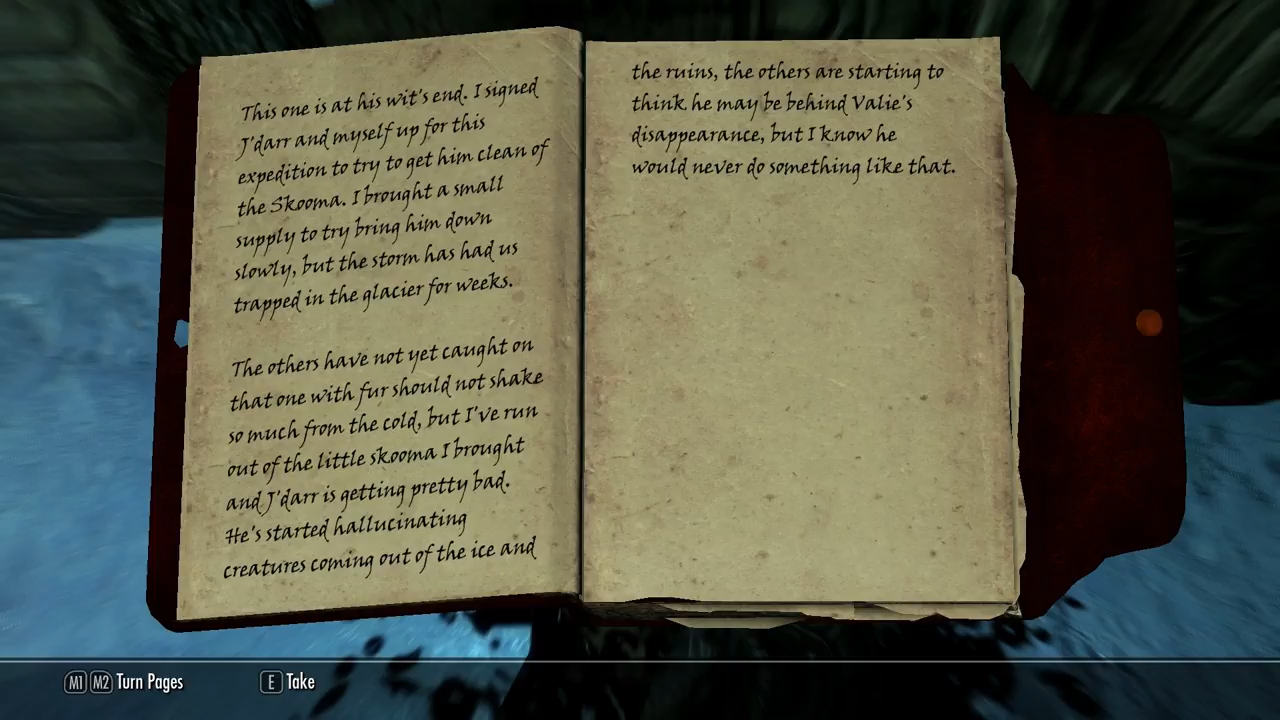 This one is at his wit's end. I signed
J'darr and myself up for this
expedition to try to get him clean of
the Skooma. I brought a small
supply to try bring him down
slowly, but the storm has had us
trapped in the glacier for weeks.
The others have not yet caught on
that one with fur should not shake
so much from the cold, but I've run
out of the little skooma I brought
and J'darr is getting pretty bad.
He's started hallucinating
creatures coming out of the ice and
the ruins, the others are starting to
think he may be behind Valie's
disappearance, but I know he
would never do something like that.
M1 M2 Turn Pages
E Take